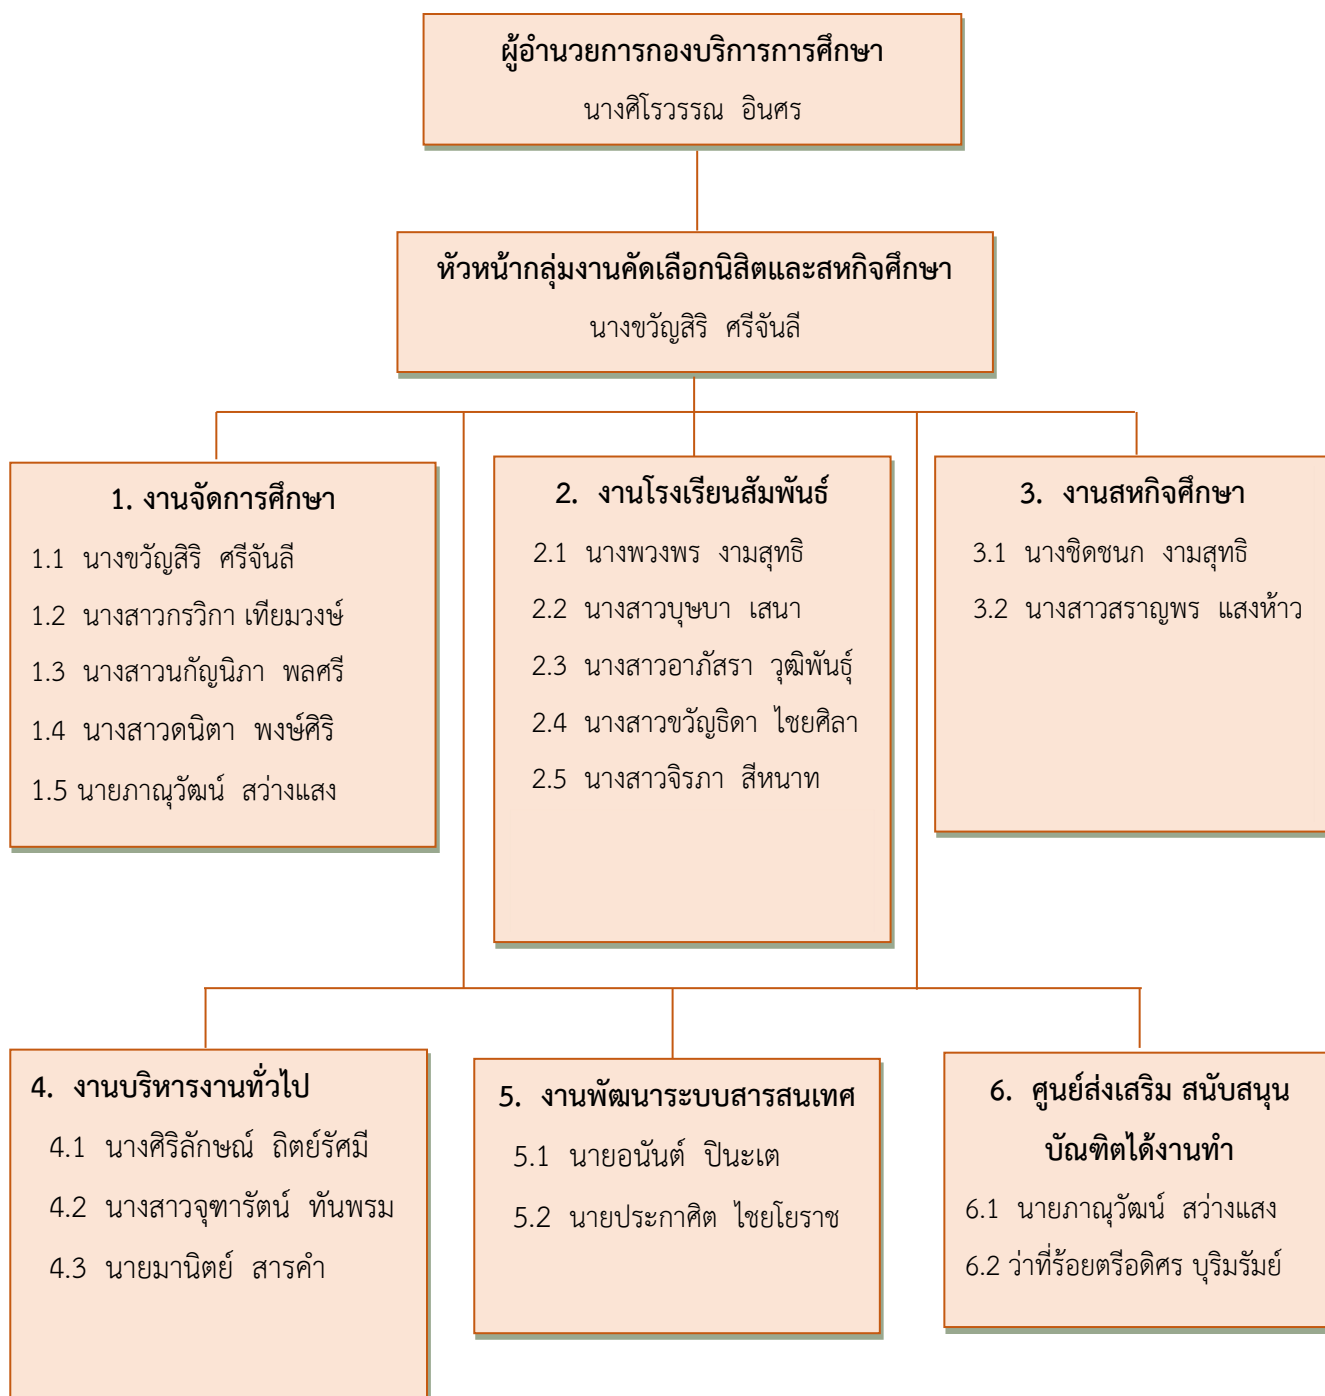 ผู้อำนวยการกองบริการการศึกษา
นางศิโรวรรณ อินศร
หัวหน้ากลุ่มงานคัดเลือกนิสิตและสหกิจศึกษา
นางขวัญสิริ ศรีจันลี
1. งานจัดการศึกษา
1.1 นางขวัญสิริ ศรีจันลี
1.2 นางสาวกรวิกา เทียมวงษ์
1.3 นางสาวนกัญนิภา พลศรี
1.4 นางสาวดนิตา พงษ์ศิริ
1.5 นายภาณุวัฒน์ สว่างแสง
2. งานโรงเรียนสัมพันธ์
2.1 นางพวงพร งามสุทธิ
2.2 นางสาวบุษบา เสนา
2.3 นางสาวอาภัสรา วุฒิพันธุ์
2.4 นางสาวขวัญธิดา ไชยศิลา
2.5 นางสาวจิรภา สีหนาท
3. งานสหกิจศึกษา
3.1 นางชิดชนก งามสุทธิ
3.2 นางสาวสราญพร แสงห้าว
4. งานบริหารงานทั่วไป
4.1 นางศิริลักษณ์ ถิตย์รัศมี
4.2 นางสาวจุฑารัตน์ ทันพรม
4.3 นายมานิตย์ สารคำ
5. งานพัฒนาระบบสารสนเทศ
5.1 นายอนันต์ ปินะเต
5.2 นายประกาศิต ไชยโยราช
6. ศูนย์ส่งเสริม สนับสนุน
บัณฑิตได้งานทำ
6.1 นายภาณุวัฒน์ สว่างแสง
6.2 ว่าที่ร้อยตรีอดิศร บุริมรัมย์